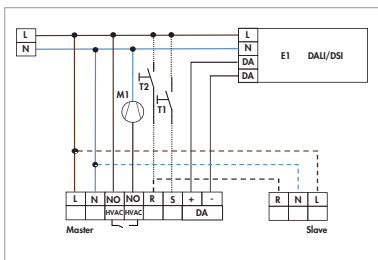 L
N
L
N
DA
DA
E1 DALI/DSI
T2
M1
T1
L N NO NO R S + -
HVAC HVAC DA
R N L
Master
Slave